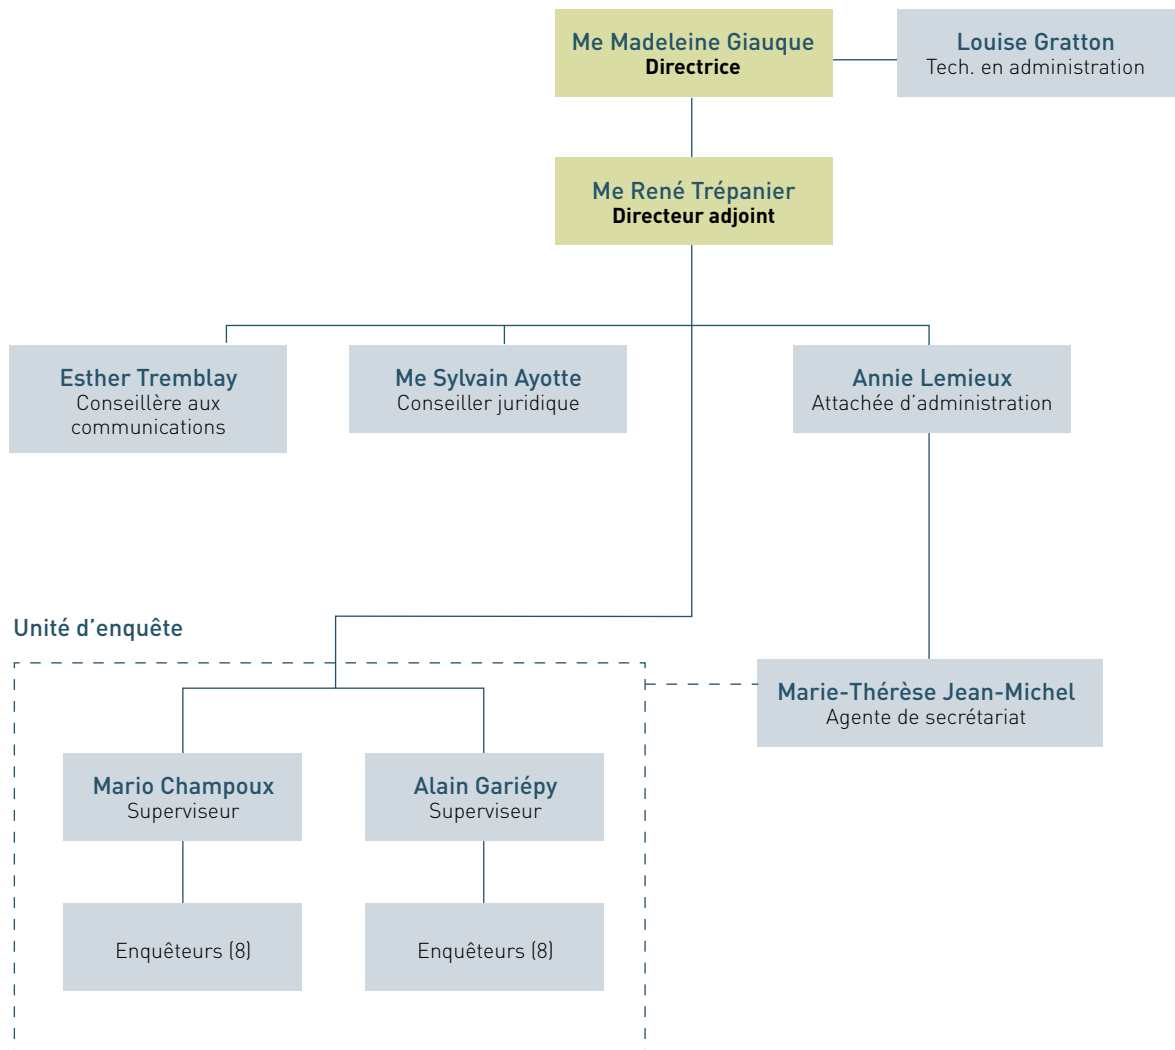 Me Madeleine Giauque
Directrice
Louise Gratton
Tech. en administration
Me René Trépanier
Directeur adjoint
Esther Tremblay
Conseillère aux
communications
Me Sylvain Ayotte
Conseiller juridique
Annie Lemieux
Attachée d'administration
Unité d'enquête
Marie-Thérèse Jean-Michel
Agente de secrétariat
Mario Champoux
Superviseur
Alain Gariépy
Superviseur
Enquêteurs (8)
Enquêteurs (8)